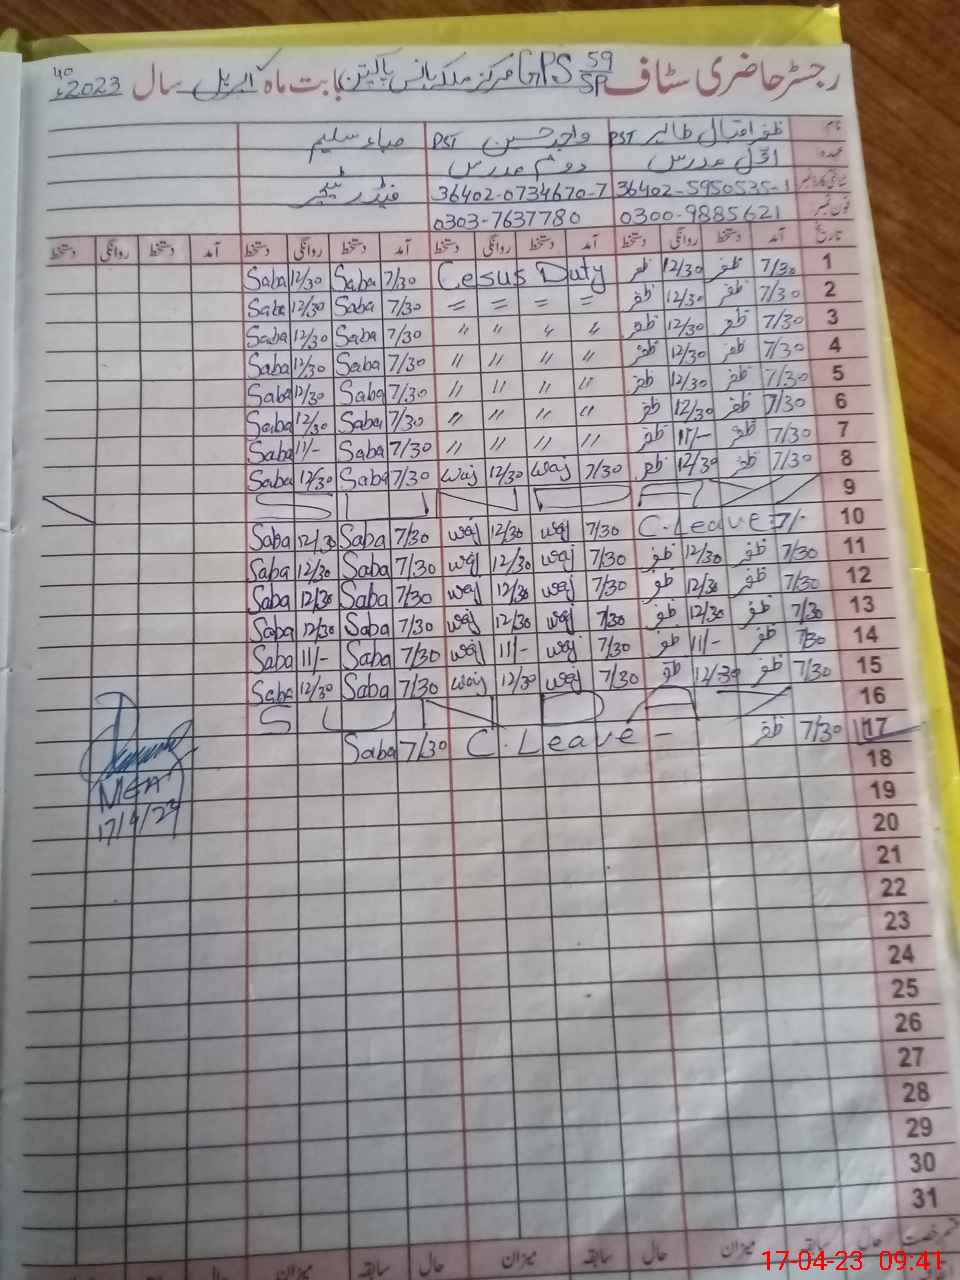 رجسٹر حاضری سٹاف GPS 59/SP مرکز ملکہ ہانس پاکپتن بابت ماہ اپریل سال 2023ء
نام ظفر اقبال طاہر PST واجد حسین PST صباء سلیم
عہدہ اول مدرس دوئم مدرس فیڈر ٹیچر
شناختی کارڈ نمبر 36402-5950535-1 36402-0734670-7
فون نمبر 0300-9885621 0303-7637780
تاریخ آمد دستخط روانگی دستخط آمد دستخط روانگی دستخط آمد دستخط روانگی دستخط آمد دستخط روانگی دستخط
1 7/30 ظفر 12/30 ظفر Cesus Duty 7/30 Saba 12/30 Saba
2 7/30 ظفر 12/30 ظفر = = = = 7/30 Saba 12/30 Saba
3 7/30 ظفر 12/30 ظفر " " " " 7/30 Saba 12/30 Saba
4 7/30 ظفر 12/30 ظفر " " " " 7/30 Saba 12/30 Saba
5 7/30 ظفر 12/30 ظفر " " " " 7/30 Saba 12/30 Saba
6 7/30 ظفر 12/30 ظفر " " " " 7/30 Saba 12/30 Saba
7 7/30 ظفر 11/- ظفر " " " " 7/30 Saba 11/- Saba
8 7/30 ظفر 12/30 ظفر 7/30 Waj 12/30 Waj 7/30 Saba 12/30 Saba
9
10 C.Leave 7/- 7/30 Waj 12/30 Waj 7/30 Saba 12/30 Saba
11 7/30 ظفر 12/30 ظفر 7/30 Waj 12/30 Waj 7/30 Saba 12/30 Saba
12 7/30 ظفر 12/30 ظفر 7/30 Waj 12/30 Waj 7/30 Saba 12/30 Saba
13 7/30 ظفر 12/30 ظفر 7/30 Waj 12/30 Waj 7/30 Saba 12/30 Saba
14 7/30 ظفر 11/- ظفر 7/30 Waj 11/- Waj 7/30 Saba 11/- Saba
15 7/30 ظفر 12/30 ظفر 7/30 Waj 12/30 Waj 7/30 Saba 12/30 Saba
16
17 7/30 ظفر C.Leave - 7/30 Saba
MEA
17/4/23
18
19
20
21
22
23
24
25
26
27
28
29
30
31
رخصت حال میزان حال سابقہ میزان حال سابقہ میزان حال سابقہ
17-04-23 09:41